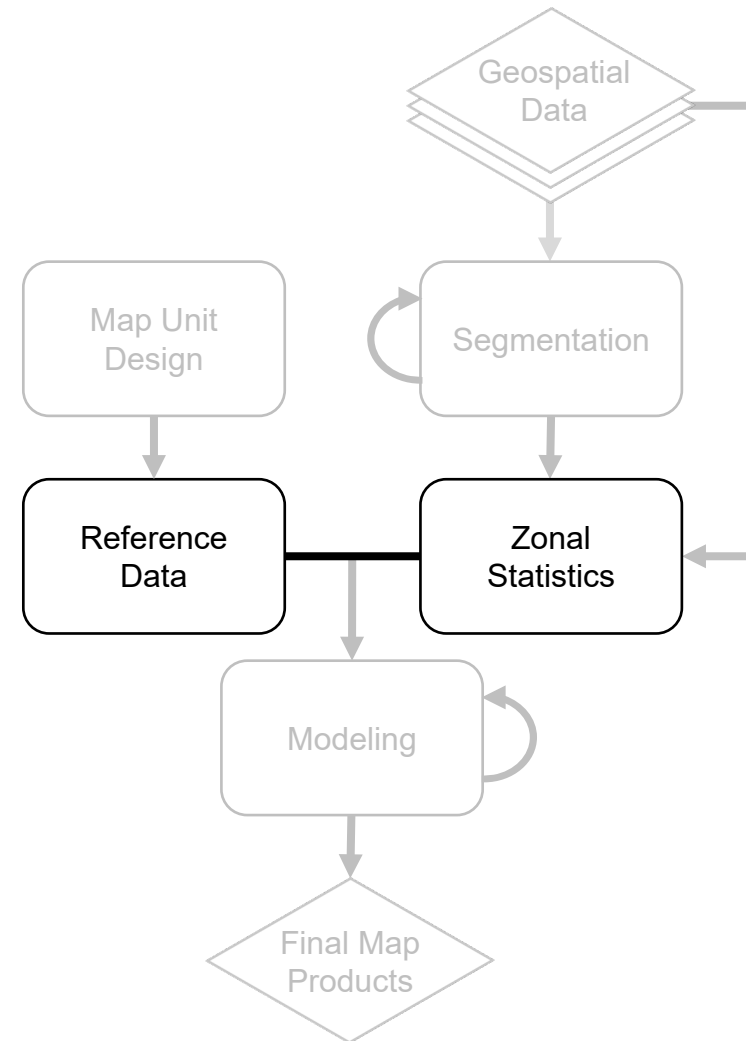 Geospatial
Data
Map Unit
Design
Segmentation
Reference
Data
Zonal
Statistics
Modeling
Final Map
Products